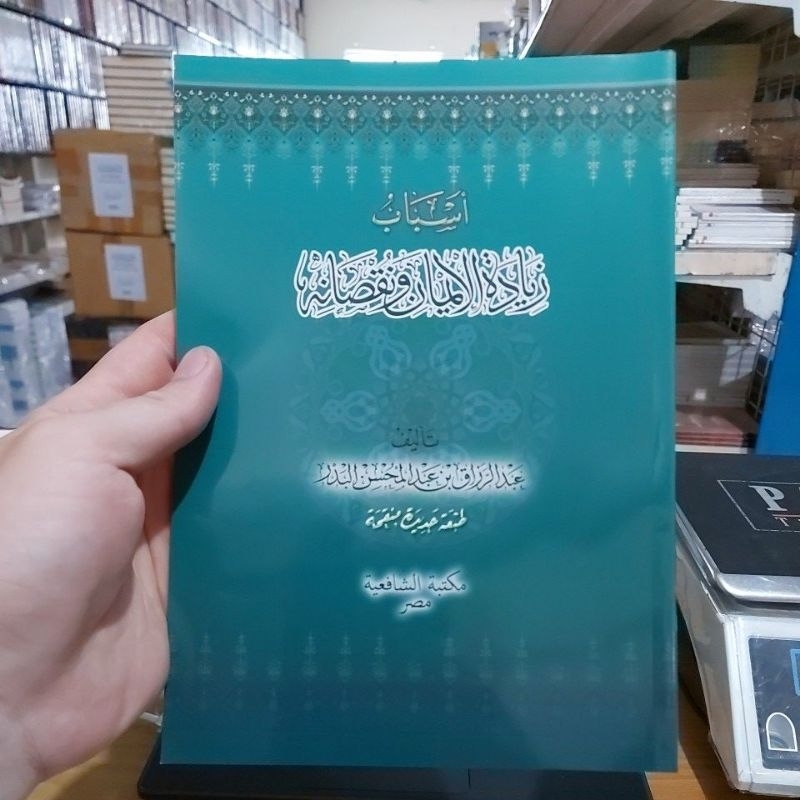 أسباب
زيادة الإيمان ونقصانه
تأليف
عبد الرزاق بن عبد المحسن البدر
طبعة جديدة منقحة
مكتبة الشافعية
مصر